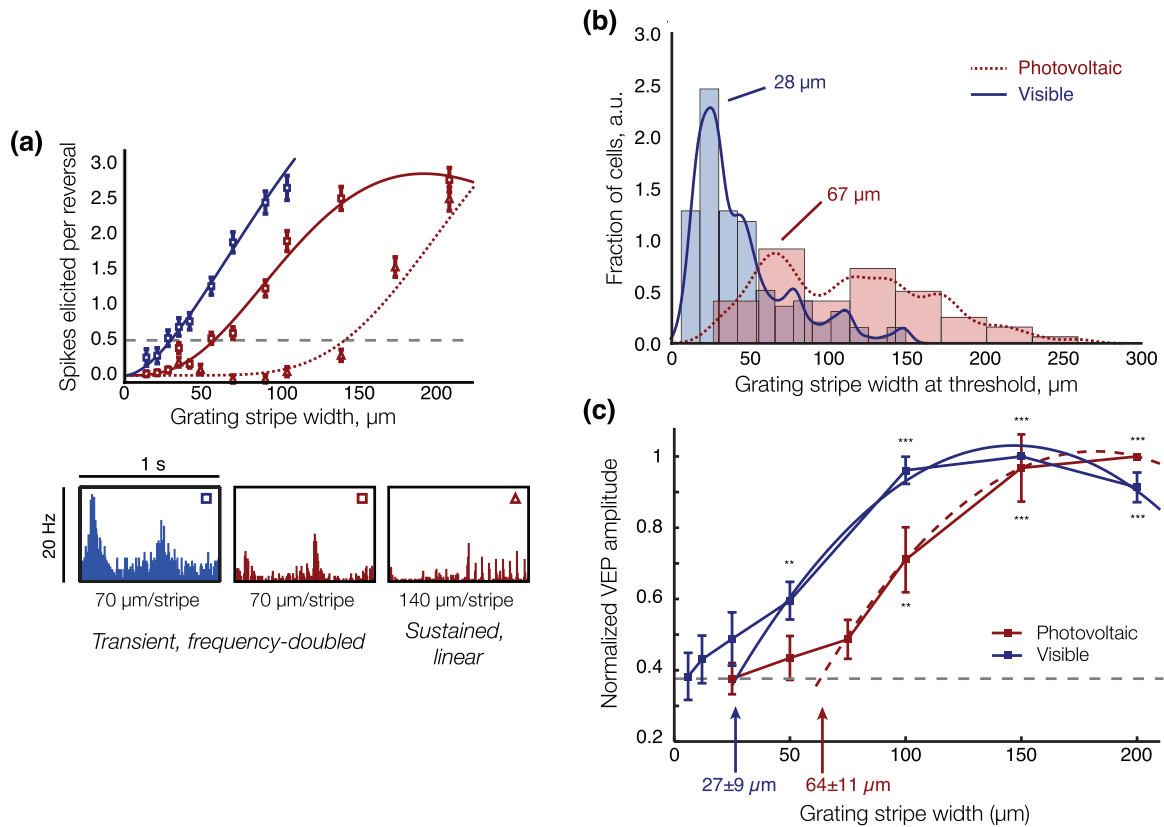 (a)
Spikes elicited per reversal
3.0
2.5
2.0
1.5
1.0
0.5
0.0
0 50 100 150 200
Grating stripe width, µm
1 s
20 Hz
70 µm/stripe 70 µm/stripe 140 µm/stripe
Transient, frequency-doubled
Sustained,
linear
(b)
Fraction of cells, a.u.
3.0
2.5
2.0
1.5
1.0
0.5
0.0
28 µm
67 µm
Photovoltaic
Visible
0 50 100 150 200 250 300
Grating stripe width at threshold, µm
(c)
Normalized VEP amplitude
1
0.8
0.6
0.4
0.2
**
***
**
***
***
***
***
Photovoltaic
Visible
0 50 100 150 200
27±9 µm 64±11 µm
Grating stripe width (µm)